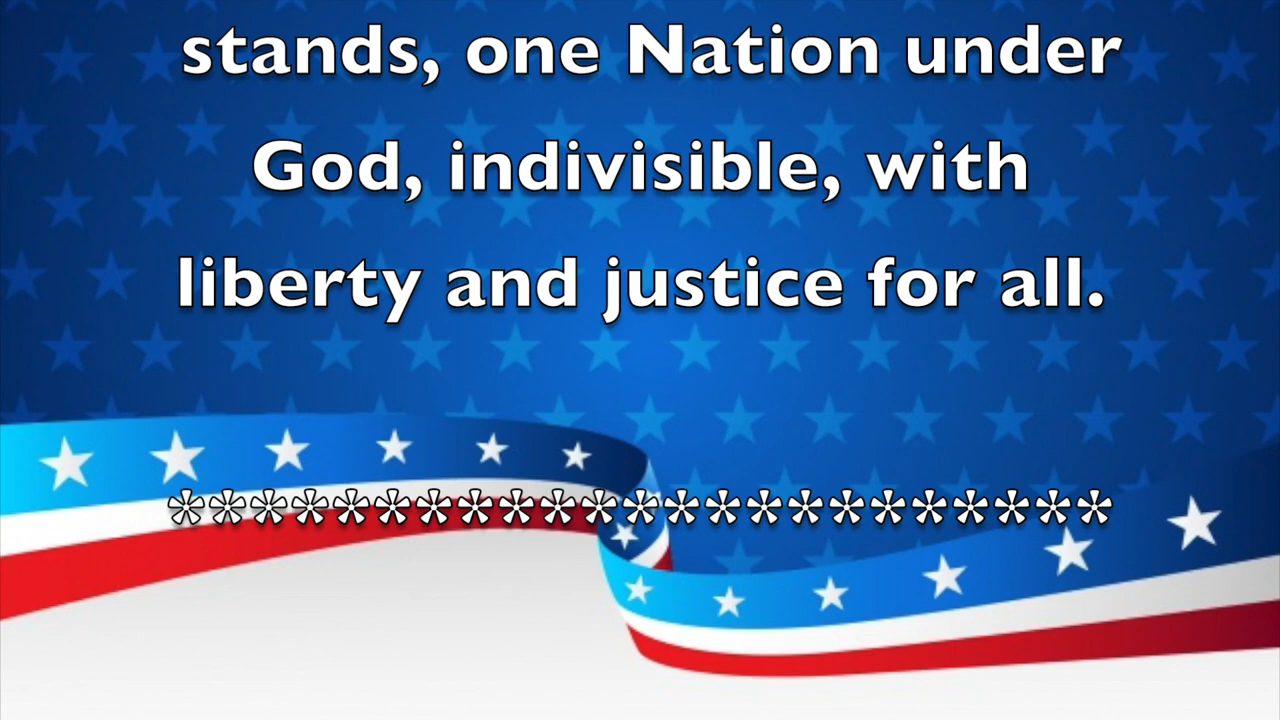 stands, one Nation under
God, indivisible, with
liberty and justice for all.
***********************